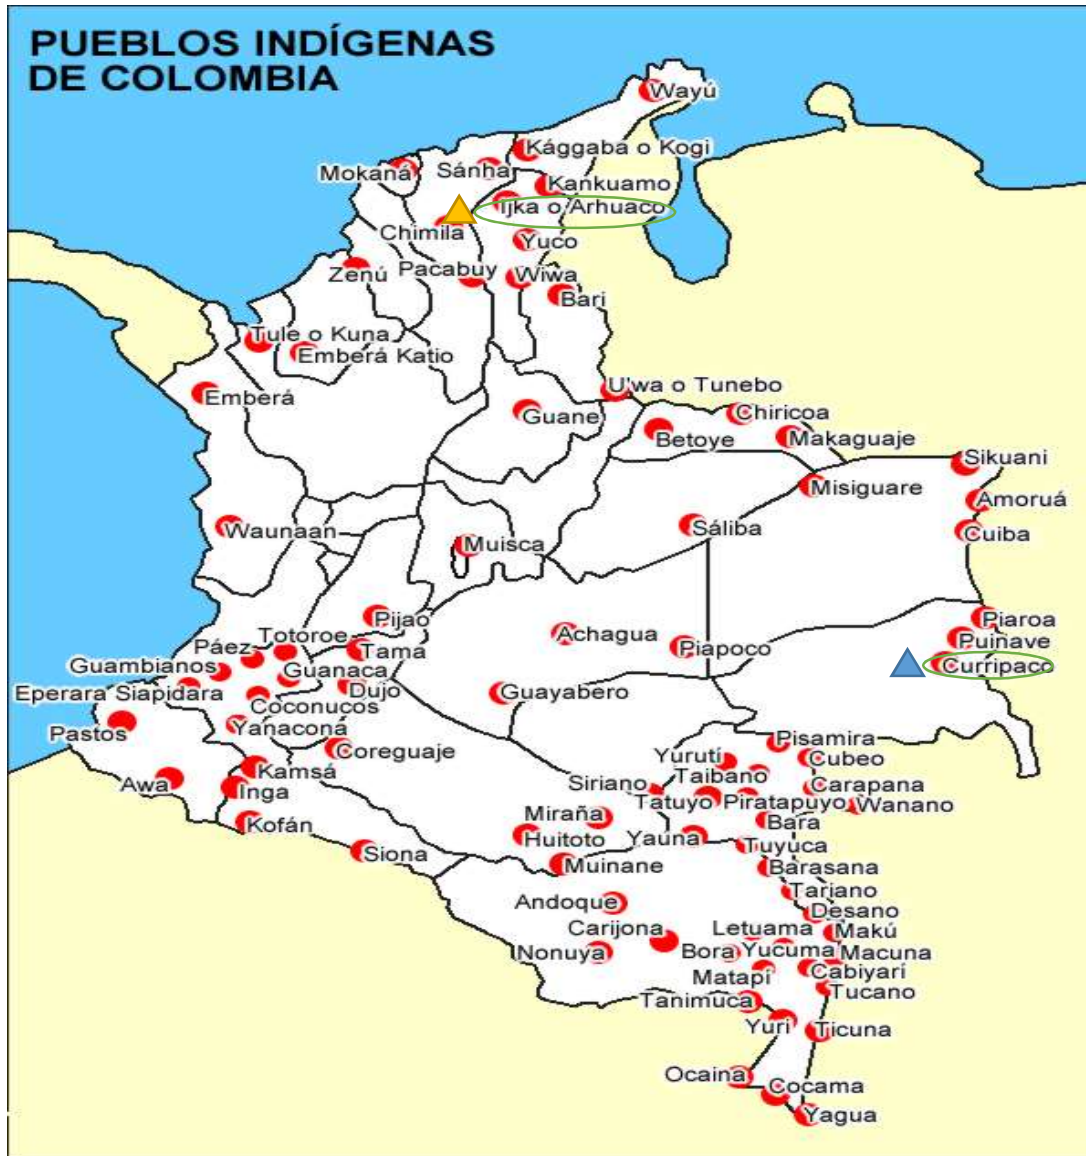 PUEBLOS INDÍGENAS
DE COLOMBIA
Wayú
Kággaba o Kogi
Mokaná
Sánha
Kankuamo
Ijka o Arhuaco
Chimila
Yuco
Zenú
Pacabuy
Wiwa
Bari
Tule o Kuna
Emberá Katio
Emberá
U'wa o Tunebo
Guane
Chiricoa
Betoye
Makaguaje
Sikuani
Misiguare
Amoruá
Waunaan
Sáliba
Cuiba
Muisca
Pijao
Piaroa
Totoroe
Achagua
Puinave
Páez
Tama
Piapoco
Guambianos
Guanaca
Curripaco
Eperara Siapidara
Dujo
Guayabero
Coconucos
Pastos
Yanaconá
Coreguaje
Pisamira
Yurutí
Cubeo
Kamsá
Taibano
Awa
Inga
Siriano
Carapana
Tatuyo
Piratapuyo
Wanano
Miraña
Kofán
Bara
Huitoto
Yauna
Siona
Tuyuca
Muinane
Barasana
Tariano
Andoque
Desano
Carijona
Letuama
Makú
Nonuya
Bora
Yucuma
Macuna
Matapí
Cabiyarí
Tanimuca
Tucano
Yuri
Ticuna
Ocaina
Cocama
Yagua